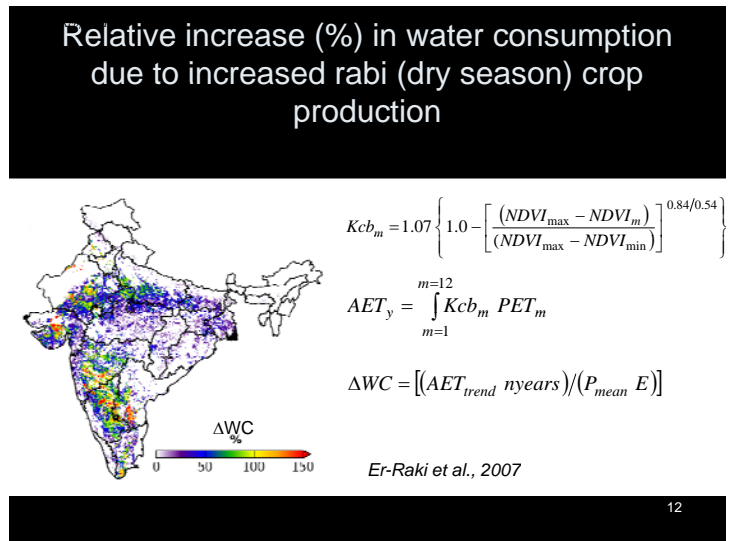 Relative increase (%) in water consumption
due to increased rabi (dry season) crop
production
Kcb_m = 1.07 { 1.0 − [ (NDVI_max − NDVI_m) / (NDVI_max − NDVI_min) ]^0.84/0.54 }
AET_y = ∫_{m=1}^{m=12} Kcb_m PET_m
ΔWC = [(AET_trend nyears)/(P_mean E)]
ΔWC
%
0 50 100 150
Er-Raki et al., 2007
12